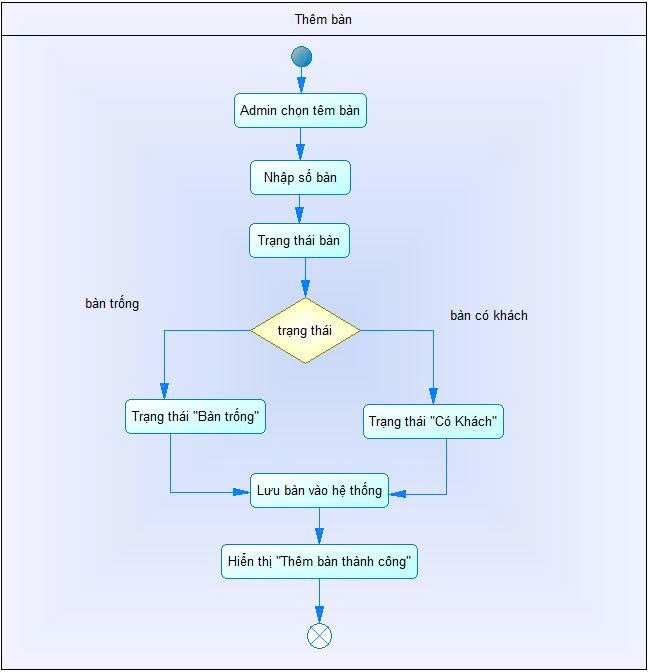 Thêm bàn
Admin chọn têm bàn
Nhập số bàn
Trạng thái bàn
bàn trống
trạng thái
bàn có khách
Trạng thái "Bàn trống"
Trạng thái "Có Khách"
Lưu bàn vào hệ thống
Hiển thị "Thêm bàn thành công"